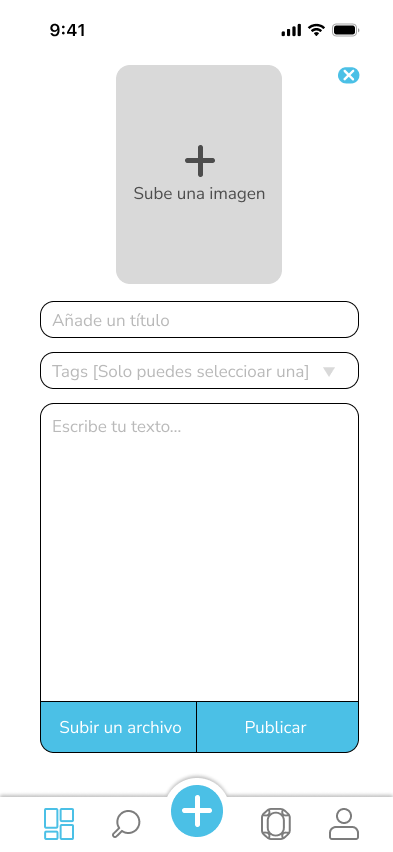 9:41
Sube una imagen
Añade un título
Tags [Solo puedes seleccioar una]
Escribe tu texto...
Subir un archivo
Publicar